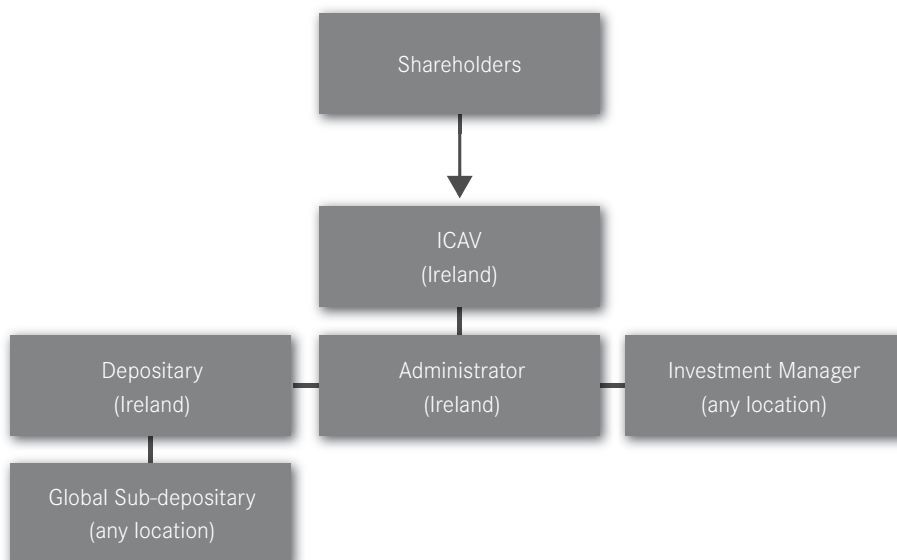 Shareholders
ICAV
(Ireland)
Depositary
(Ireland)
Administrator
(Ireland)
Investment Manager
(any location)
Global Sub-depositary
(any location)